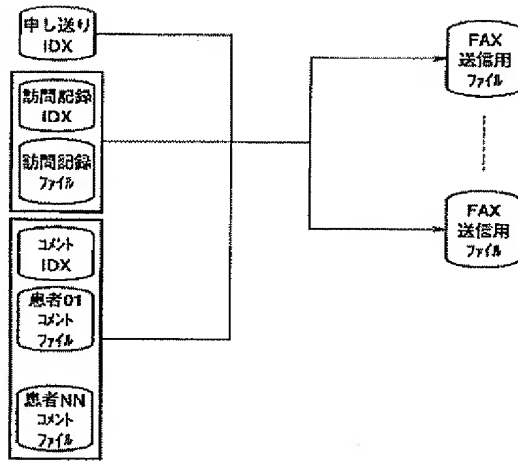 申し送り
IDX
訪問記録
IDX
訪問記録
ファイル
コメント
IDX
患者01
コメント
ファイル
患者NN
コメント
ファイル
FAX
送信用
ファイル
FAX
送信用
ファイル